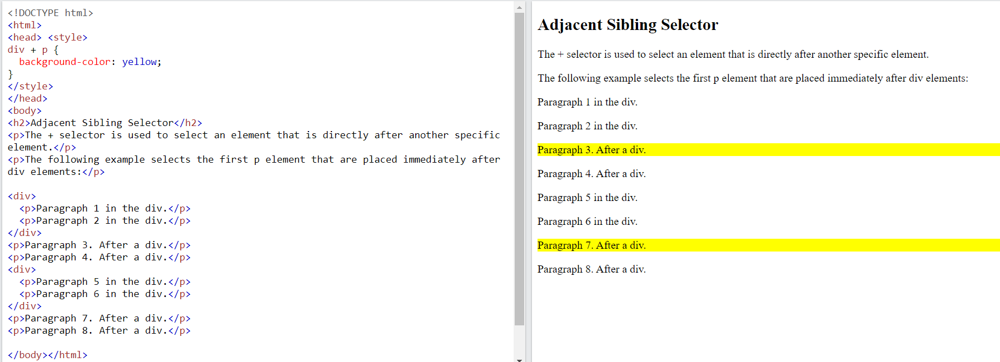 <!DOCTYPE html>
<html>
<head> <style>
div + p {
  background-color: yellow;
}
</style>
</head>
<body>
<h2>Adjacent Sibling Selector</h2>
<p>The + selector is used to select an element that is directly after another specific
element.</p>
<p>The following example selects the first p element that are placed immediately after
div elements:</p>

<div>
  <p>Paragraph 1 in the div.</p>
  <p>Paragraph 2 in the div.</p>
</div>
<p>Paragraph 3. After a div.</p>
<p>Paragraph 4. After a div.</p>
<div>
  <p>Paragraph 5 in the div.</p>
  <p>Paragraph 6 in the div.</p>
</div>
<p>Paragraph 7. After a div.</p>
<p>Paragraph 8. After a div.</p>

</body></html>
Adjacent Sibling Selector
The + selector is used to select an element that is directly after another specific element.
The following example selects the first p element that are placed immediately after div elements:
Paragraph 1 in the div.
Paragraph 2 in the div.
Paragraph 3. After a div.
Paragraph 4. After a div.
Paragraph 5 in the div.
Paragraph 6 in the div.
Paragraph 7. After a div.
Paragraph 8. After a div.